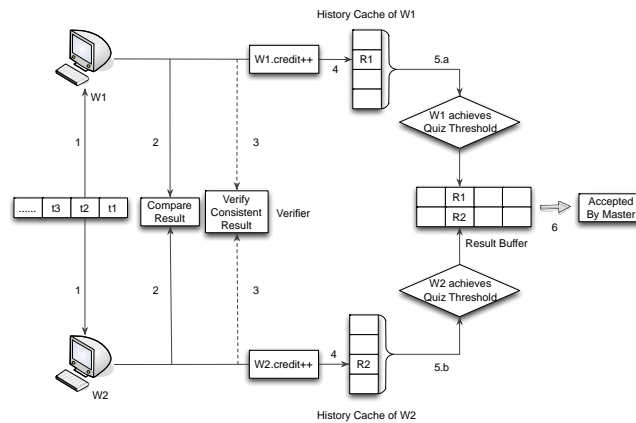 History Cache of W1
W1.credit++
4
R1
5.a
W1
W1 achieves
Quiz Threshold
1
2
3
...... t3 t2 t1
Compare
Result
Verify
Consistent
Result
Verifier
R1
R2
Result Buffer
6
Accepted
By Master
1
2
3
W2 achieves
Quiz Threshold
W2.credit++
4
R2
5.b
W2
History Cache of W2